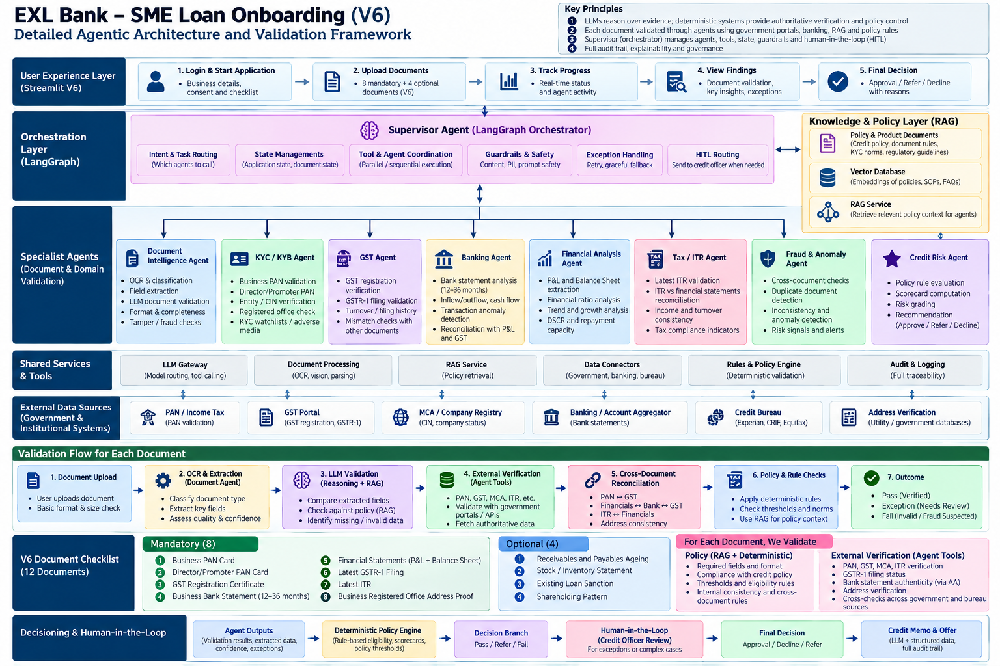 EXL Bank – SME Loan Onboarding (V6)
Detailed Agentic Architecture and Validation Framework
Key Principles
1 LLMs reason over evidence; deterministic systems provide authoritative verification and policy control
2 Each document validated through agents using government portals, banking, RAG and policy rules
3 Supervisor (orchestrator) manages agents, tools, state, guardrails and human-in-the-loop (HITL)
4 Full audit trail, explainability and governance
User Experience Layer
(Streamlit V6)
1. Login & Start Application
• Business details,
consent and checklist
2. Upload Documents
• 8 mandatory + 4 optional
documents (V6)
3. Track Progress
• Real-time status
and agent activity
4. View Findings
• Document validation,
key insights, exceptions
5. Final Decision
• Approval / Refer / Decline
with reasons
Orchestration
Layer
(LangGraph)
Supervisor Agent (LangGraph Orchestrator)
Intent & Task Routing
(Which agents to call)
State Managements
(Application state, document state)
Tool & Agent Coordination
(Parallel / sequential execution)
Guardrails & Safety
Content, PII, prompt safety
Exception Handling
Retry, graceful fallback
HITL Routing
Send to credit officer when needed
Knowledge & Policy Layer (RAG)
Policy & Product Documents
(Credit policy, document rules,
KYC norms, regulatory guidelines)
Vector Database
(Embeddings of policies, SOPs, FAQs)
RAG Service
(Retrieve relevant policy context for agents)
Specialist Agents
(Document & Domain
Validation)
Document
Intelligence Agent
• OCR & classification
• Field extraction
• LLM document validation
• Format & completeness
• Tamper / fraud checks
KYC / KYB Agent
• Business PAN validation
• Director/Promoter PAN
• Entity / CIN verification
• Registered office check
• KYC watchlists / adverse
media
GST Agent
• GST registration
verification
• GSTR-1 filing validation
• Turnover / filing history
• Mismatch checks with
other documents
Banking Agent
• Bank statement analysis
(12–36 months)
• Inflow/outflow, cash flow
• Transaction anomaly
detection
• Reconciliation with P&L
and GST
Financial Analysis
Agent
• P&L and Balance Sheet
extraction
• Financial ratio analysis
• Trend and growth analysis
• DSCR and repayment
capacity
TAX
Tax / ITR Agent
• Latest ITR validation
• ITR vs financial statements
reconciliation
• Income and turnover
consistency
• Tax compliance indicators
Fraud & Anomaly
Agent
• Cross-document checks
• Duplicate document
detection
• Inconsistency and
anomaly detection
• Risk signals and alerts
Credit Risk Agent
• Policy rule evaluation
• Scorecard computation
• Risk grading
• Recommendation
(Approve / Refer / Decline)
Shared Services
& Tools
LLM Gateway
(Model routing, tool calling)
Document Processing
(OCR, vision, parsing)
RAG Service
(Policy retrieval)
Data Connectors
(Government, banking, bureau)
Rules & Policy Engine
(Deterministic validation)
Audit & Logging
(Full traceability)
External Data Sources
(Government &
Institutional Systems)
PAN / Income Tax
(PAN validation)
GST Portal
(GST registration, GSTR-1)
MCA / Company Registry
(CIN, company status)
Banking / Account Aggregator
(Bank statements)
Credit Bureau
(Experian, CRIF, Equifax)
Address Verification
(Utility / government databases)
Validation Flow for Each Document
1. Document Upload
• User uploads document
• Basic format & size check
2. OCR & Extraction
(Document Agent)
• Classify document type
• Extract key fields
• Assess quality & confidence
3. LLM Validation
(Reasoning + RAG)
• Compare extracted fields
• Check against policy (RAG)
• Identify missing / invalid data
4. External Verification
(Agent Tools)
• PAN, GST, MCA, ITR, etc.
• Validate with government
portals / APIs
• Fetch authoritative data
5. Cross-Document
Reconciliation
• PAN ↔ GST
• Financials ↔ Bank ↔ GST
• ITR ↔ Financials
• Address consistency
TAX
6. Policy & Rule Checks
• Apply deterministic rules
• Check thresholds and norms
• Use RAG for policy context
7. Outcome
• Pass (Verified)
• Exception (Needs Review)
• Fail (Invalid / Fraud Suspected)
V6 Document Checklist
(12 Documents)
Mandatory (8)
1 Business PAN Card
2 Director/Promoter PAN Card
3 GST Registration Certificate
4 Business Bank Statement (12–36 months)
5 Financial Statements (P&L + Balance Sheet)
6 Latest GSTR-1 Filing
7 Latest ITR
8 Business Registered Office Address Proof
Optional (4)
1 Receivables and Payables Ageing
2 Stock / Inventory Statement
3 Existing Loan Sanction
4 Shareholding Pattern
For Each Document, We Validate
Policy (RAG + Deterministic)
• Required fields and format
• Compliance with credit policy
• Thresholds and eligibility rules
• Internal consistency and cross-
document rules
External Verification (Agent Tools)
• PAN, GST, MCA, ITR verification
• GSTR-1 filing status
• Bank statement authenticity (via AA)
• Address verification
• Cross-checks across government and bureau
sources
Decisioning & Human-in-the-Loop
Agent Outputs
(Validation results, extracted data,
confidence, exceptions)
Deterministic Policy Engine
(Rule-based eligibility, scorecards,
policy thresholds)
Decision Branch
Pass / Refer / Fail
Human-in-the-Loop
(Credit Officer Review)
For exceptions or complex cases
Final Decision
Approval / Decline / Refer
Credit Memo & Offer
(LLM + structured data,
full audit trail)